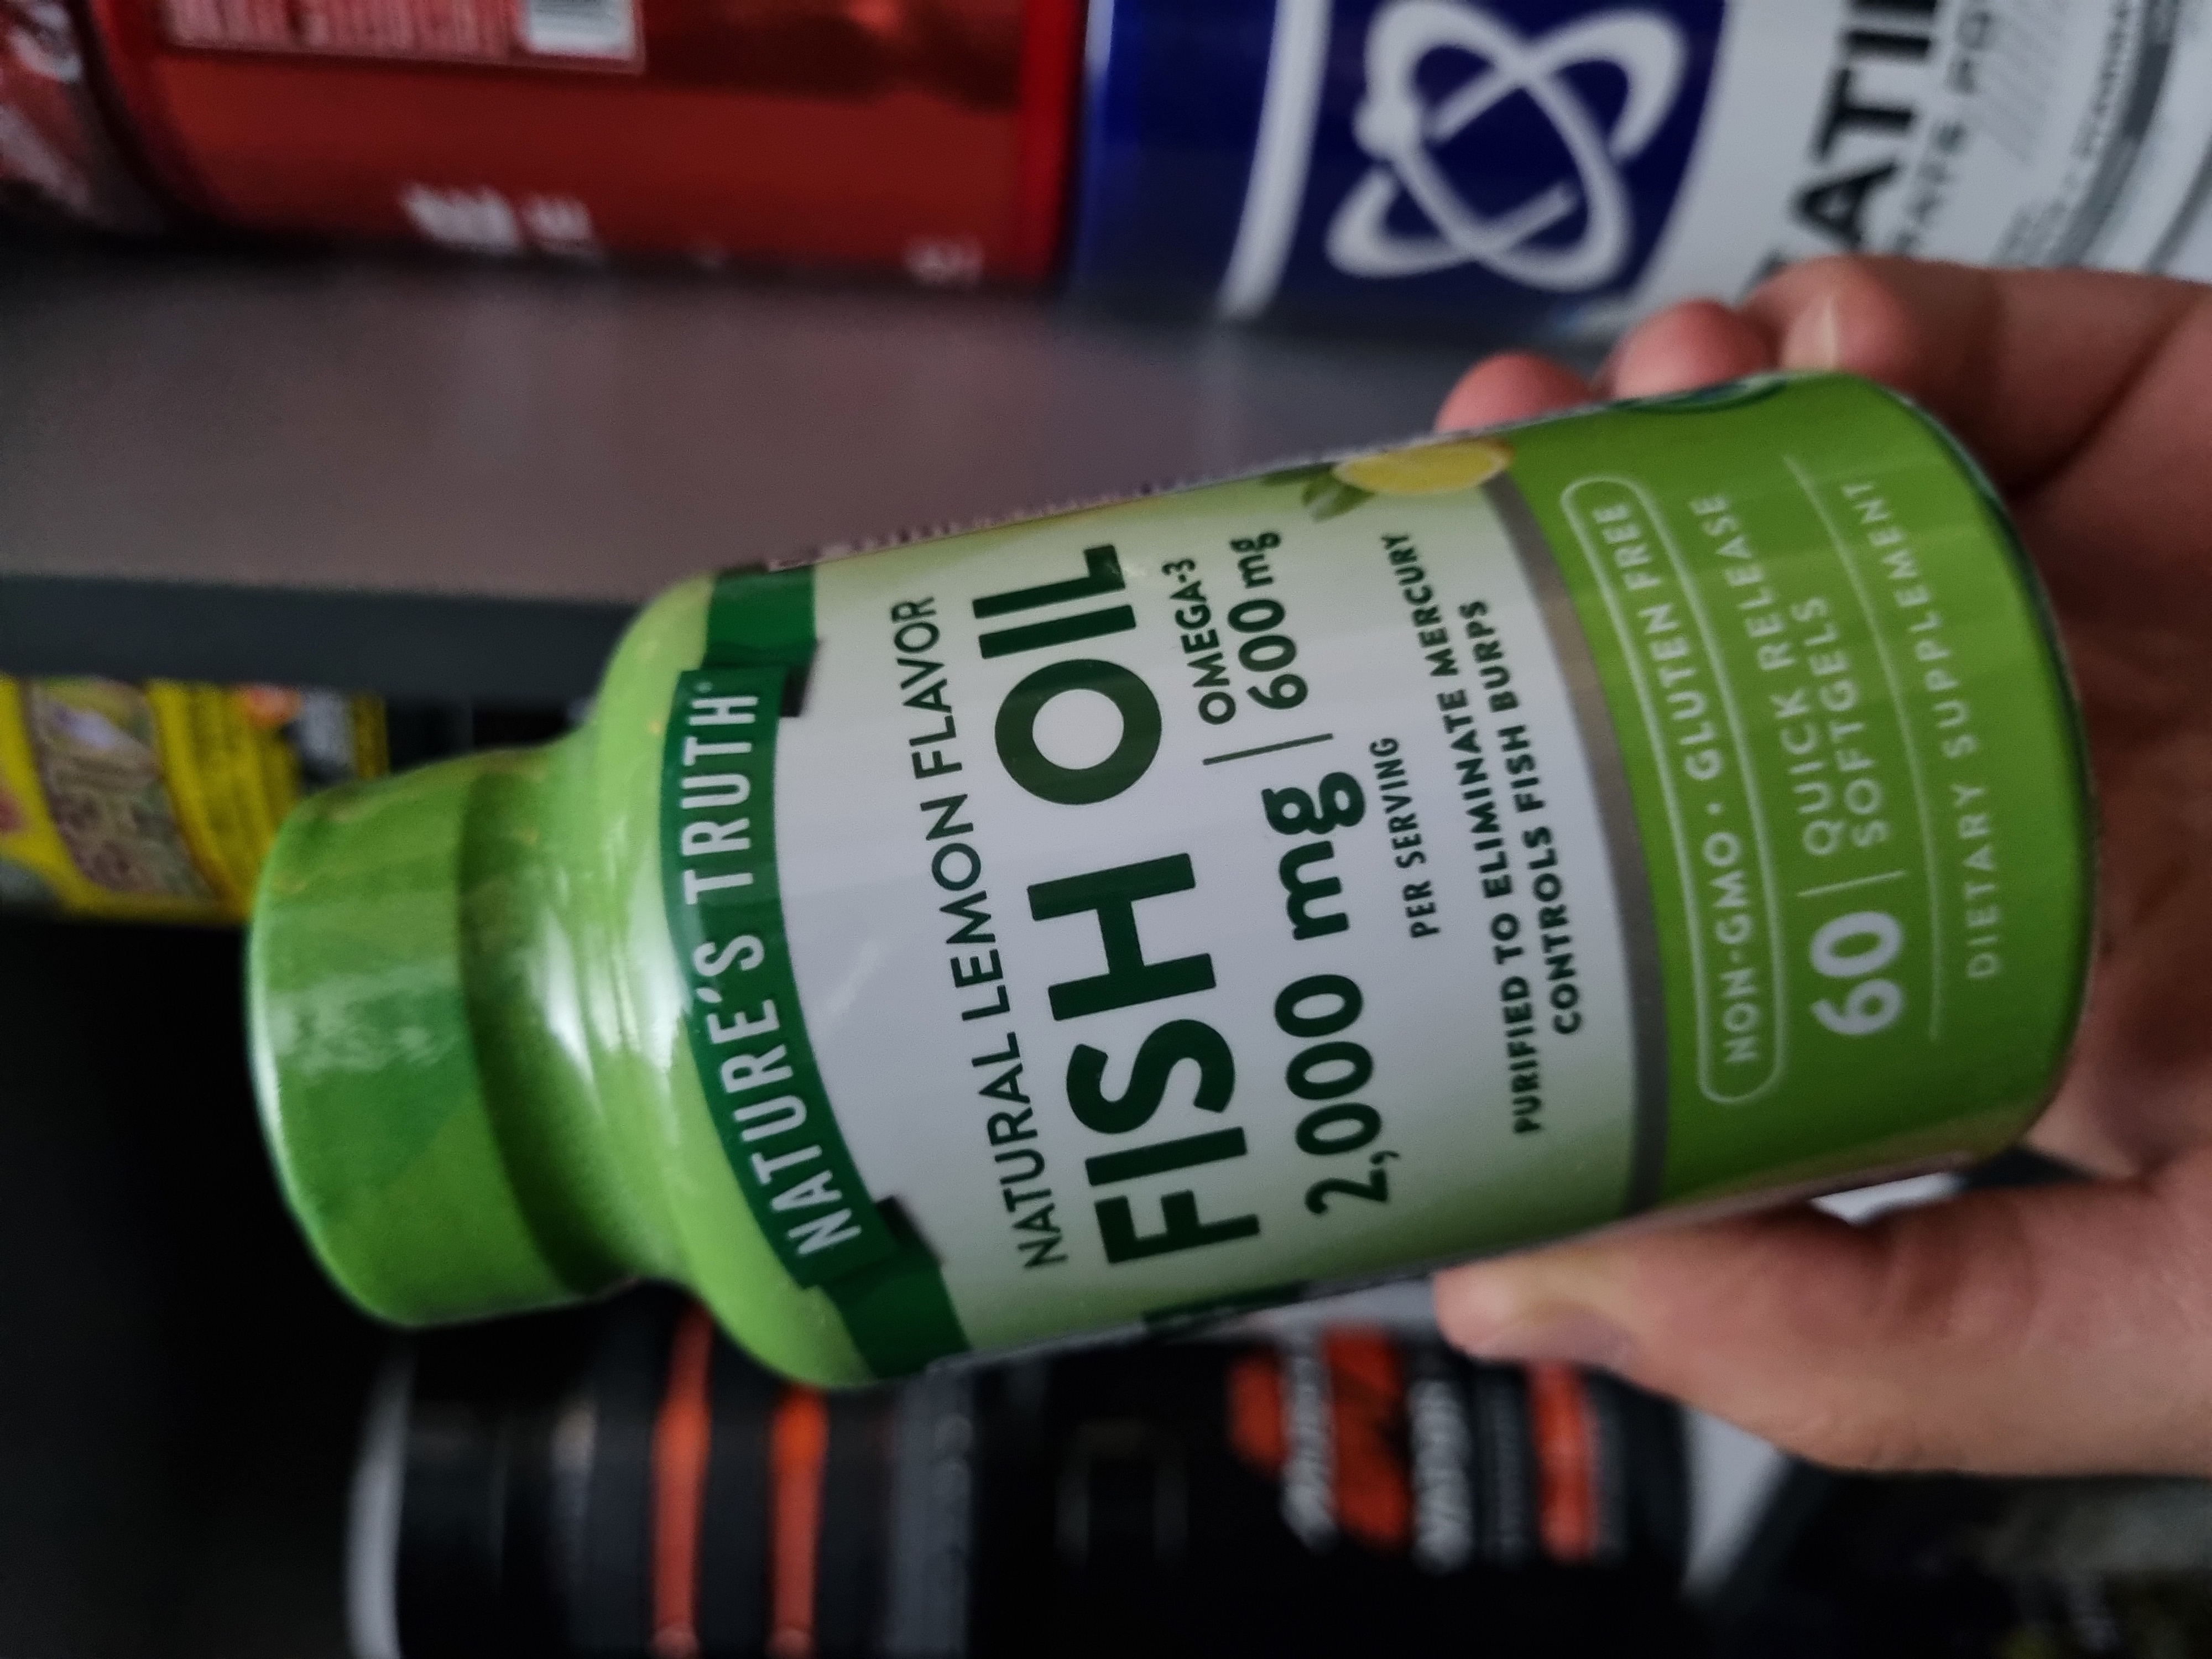 NATURE'S TRUTH
NATURAL LEMON FLAVOR
FISH OIL
2,000 mg
PER SERVING
OMEGA-3
600 mg
PURIFIED TO ELIMINATE MERCURY
CONTROLS FISH BURPS
NON-GMO · GLUTEN FREE
60
QUICK RELEASE
SOFTGELS
DIETARY SUPPLEMENT